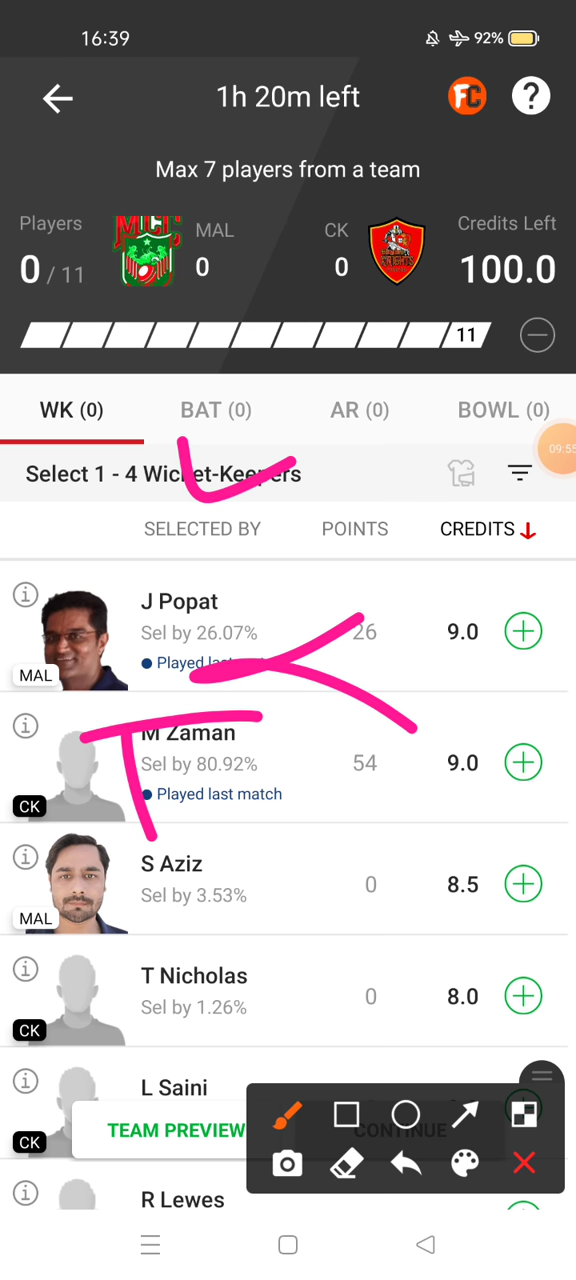 16:39
92%
1h 20m left
FC
?
Max 7 players from a team
Players
MAL
CK
Credits Left
0 / 11
0
0
100.0
11
WK (0)
BAT (0)
AR (0)
BOWL (0)
09:55
Select 1 - 4 Wicket-Keepers
SELECTED BY
POINTS
CREDITS
J Popat
Sel by 26.07%
26
9.0
Played last
MAL
M Zaman
Sel by 80.92%
54
9.0
Played last match
CK
S Aziz
Sel by 3.53%
0
8.5
MAL
T Nicholas
Sel by 1.26%
0
8.0
CK
L Saini
CK
TEAM PREVIEW
CONTINUE
R Lewes